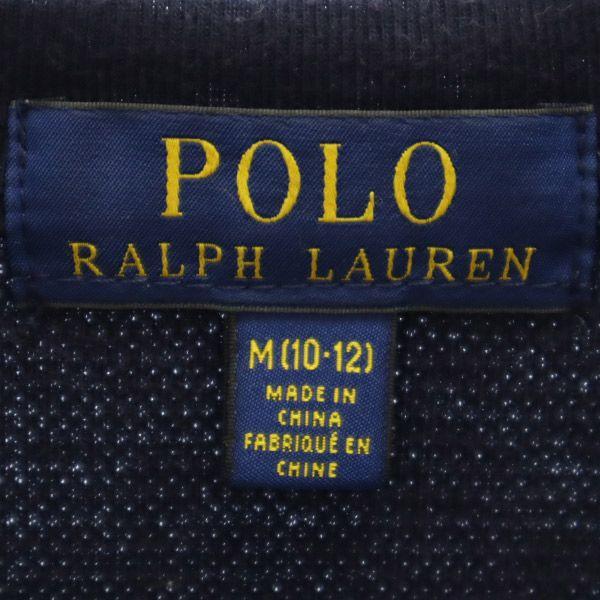 POLO
RALPH LAUREN
M(10-12)
MADE IN
CHINA
FABRIQUÉ EN
CHINE